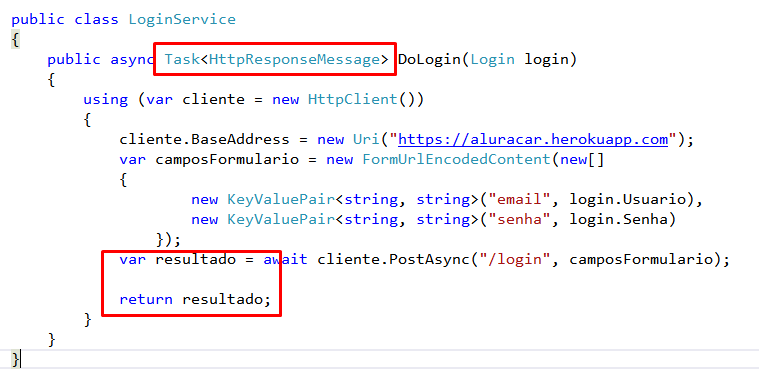 public class LoginService
{
public async Task<HttpResponseMessage> DoLogin(Login login)
{
using (var cliente = new HttpClient())
{
cliente.BaseAddress = new Uri("https://aluracar.herokuapp.com");
var camposFormulario = new FormUrlEncodedContent(new[]
{
new KeyValuePair<string, string>("email", login.Usuario),
new KeyValuePair<string, string>("senha", login.Senha)
});
var resultado = await cliente.PostAsync("/login", camposFormulario);
return resultado;
}
}
}